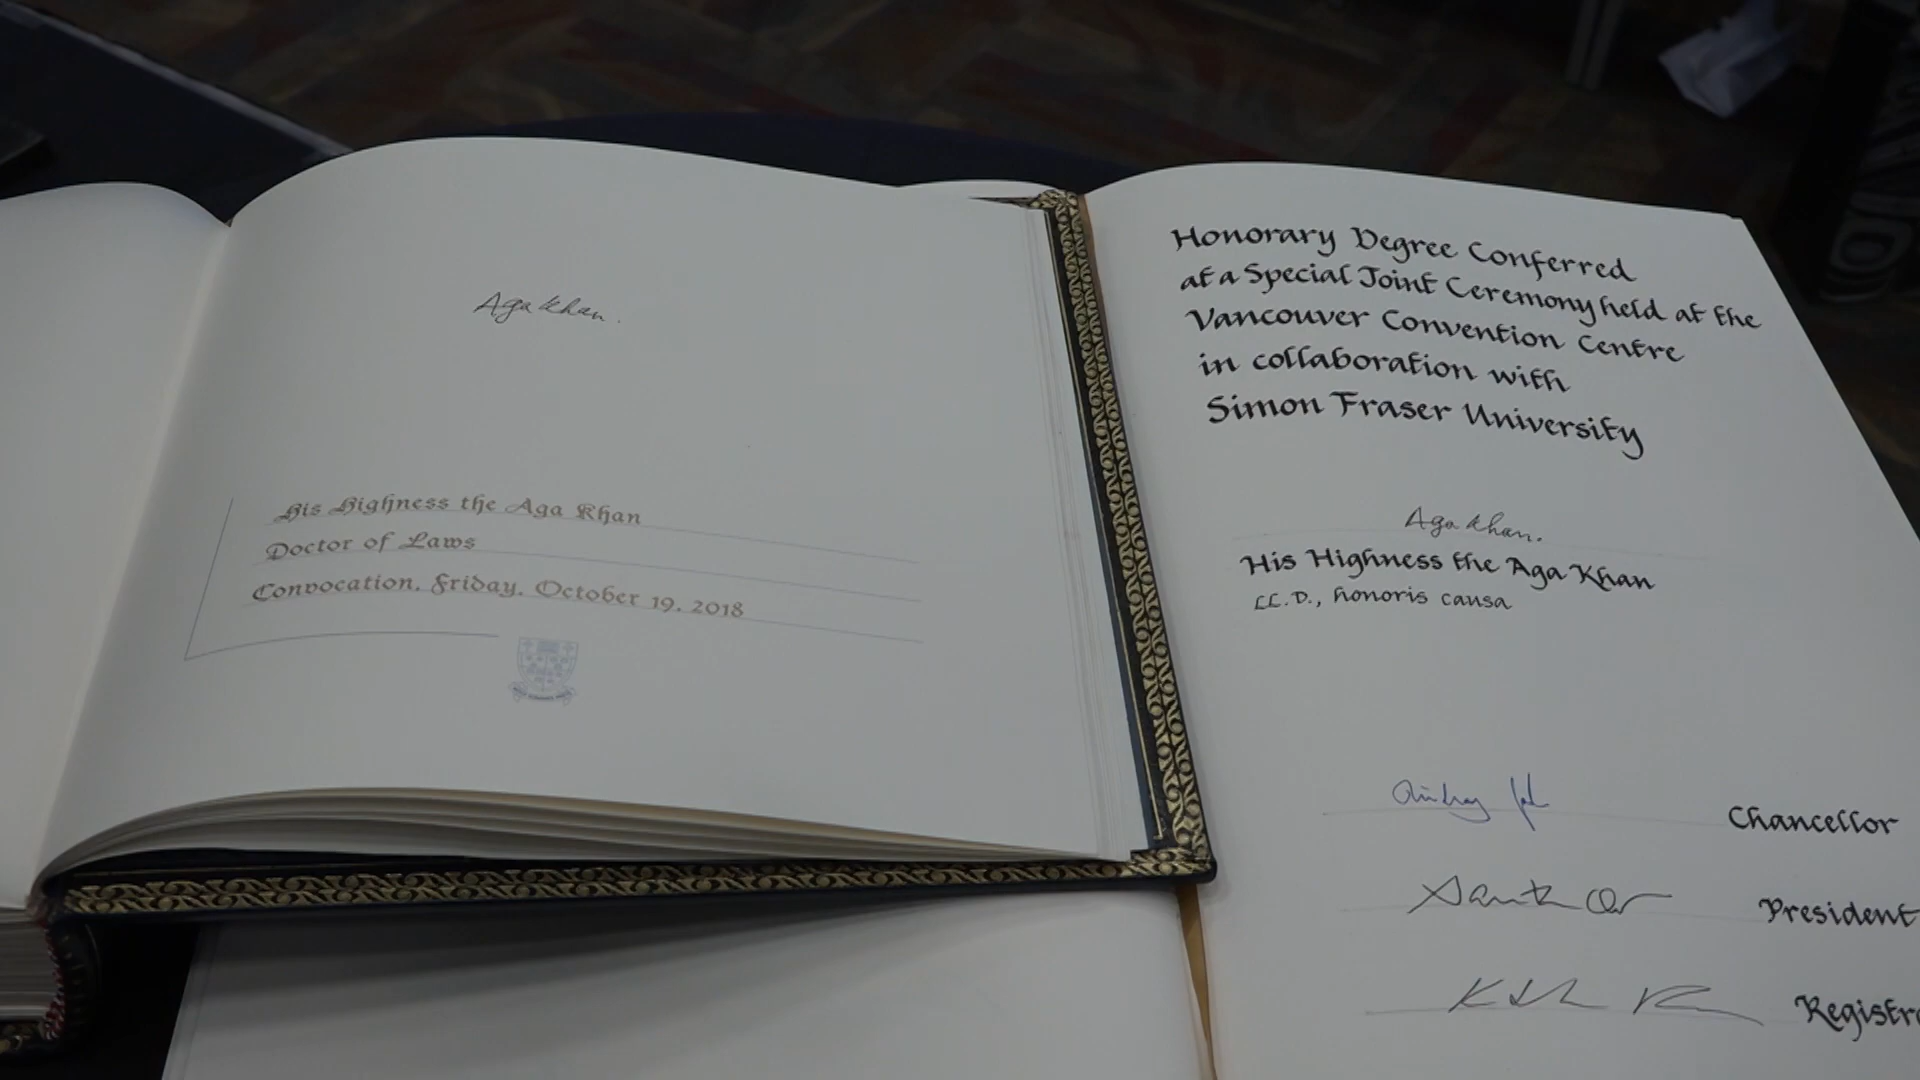 Aga Khan.
His Highness the Aga Khan
Doctor of Laws
Convocation, Friday, October 19, 2018
Honorary Degree Conferred
at a Special Joint Ceremony held at the
Vancouver Convention Centre
in collaboration with
Simon Fraser University
Aga Khan.
His Highness the Aga Khan
LL.D., honoris causa
Chancellor
President
Registra